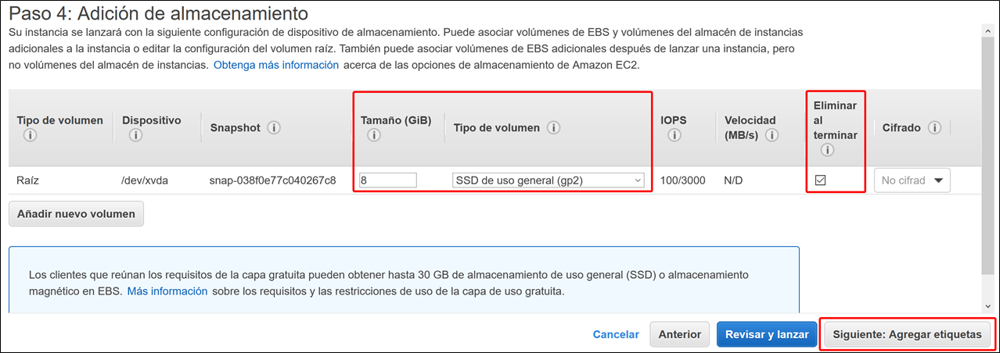 Paso 4: Adición de almacenamiento
Su instancia se lanzará con la siguiente configuración de dispositivo de almacenamiento. Puede asociar volúmenes de EBS y volúmenes del almacén de instancias
adicionales a la instancia o editar la configuración del volumen raíz. También puede asociar volúmenes de EBS adicionales después de lanzar una instancia, pero
no volúmenes del almacén de instancias. Obtenga más información acerca de las opciones de almacenamiento de Amazon EC2.
Tipo de volumen
Dispositivo
Snapshot
Tamaño (GiB)
Tipo de volumen
IOPS
Velocidad
(MB/s)
Eliminar
al
terminar
Cifrado
Raíz /dev/xvda snap-038f0e77c040267c8 8 SSD de uso general (gp2) 100/3000 N/D No cifrad
Añadir nuevo volumen
Los clientes que reúnan los requisitos de la capa gratuita pueden obtener hasta 30 GB de almacenamiento de uso general (SSD) o almacenamiento
magnético en EBS. Más información sobre los requisitos y las restricciones de uso de la capa de uso gratuita.
Cancelar Anterior Revisar y lanzar Siguiente: Agregar etiquetas